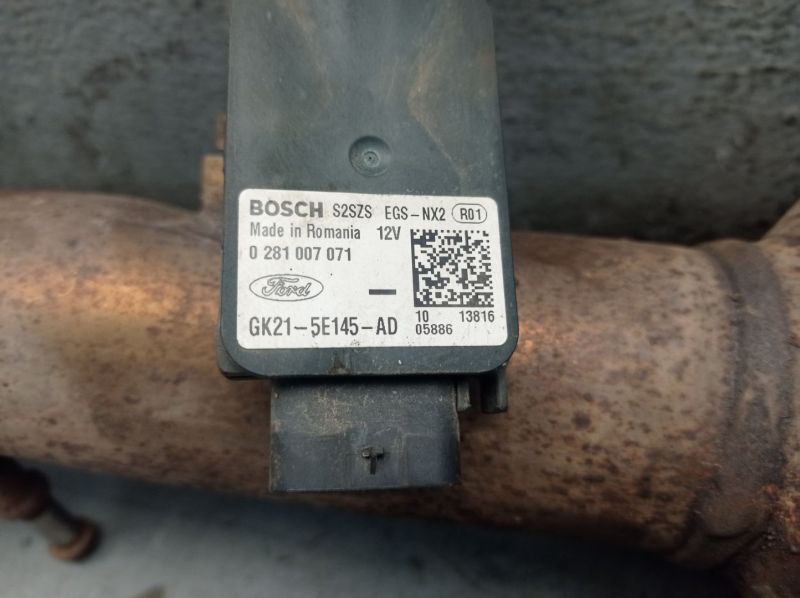 BOSCH S2SZS EGS-NX2 R01
Made in Romania 12V
0 281 007 071
Ford
10 13816
GK21-5E145-AD 05886